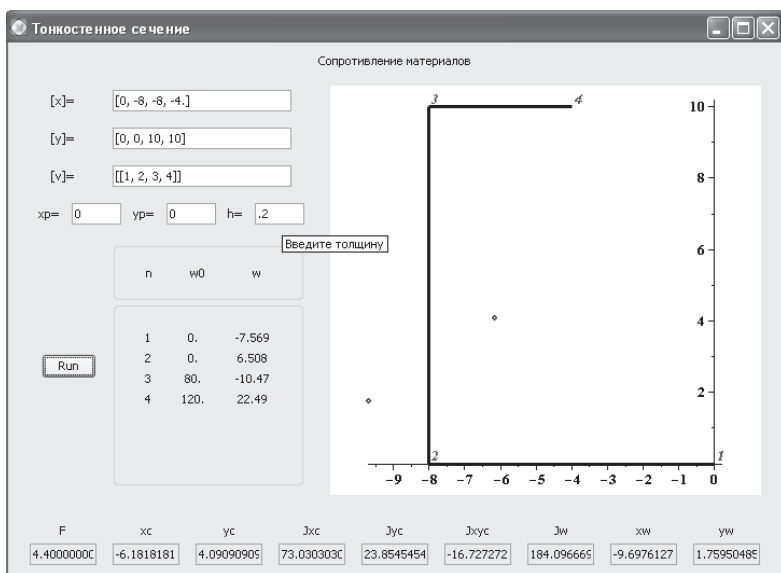 Тонкостенное сечение
Сопротивление материалов
[x]= [0, -8, -8, -4.]
[y]= [0, 0, 10, 10]
[v]= [[1, 2, 3, 4]]
xp= 0 yp= 0 h= .2
Введите толщину
n w0 w
1 0. -7.569
2 0. 6.508
3 80. -10.47
4 120. 22.49
Run
3 4 10
8
6
4
2
2 1
-9 -8 -7 -6 -5 -4 -3 -2 -1 0
F xc yc Jxc Jyc Jxyc Jw xw yw
4.4000000C -6.1818181 4.09090909 73.030303C 23.8545454 -16.727272 184.096669 -9.6976127 1.75950485